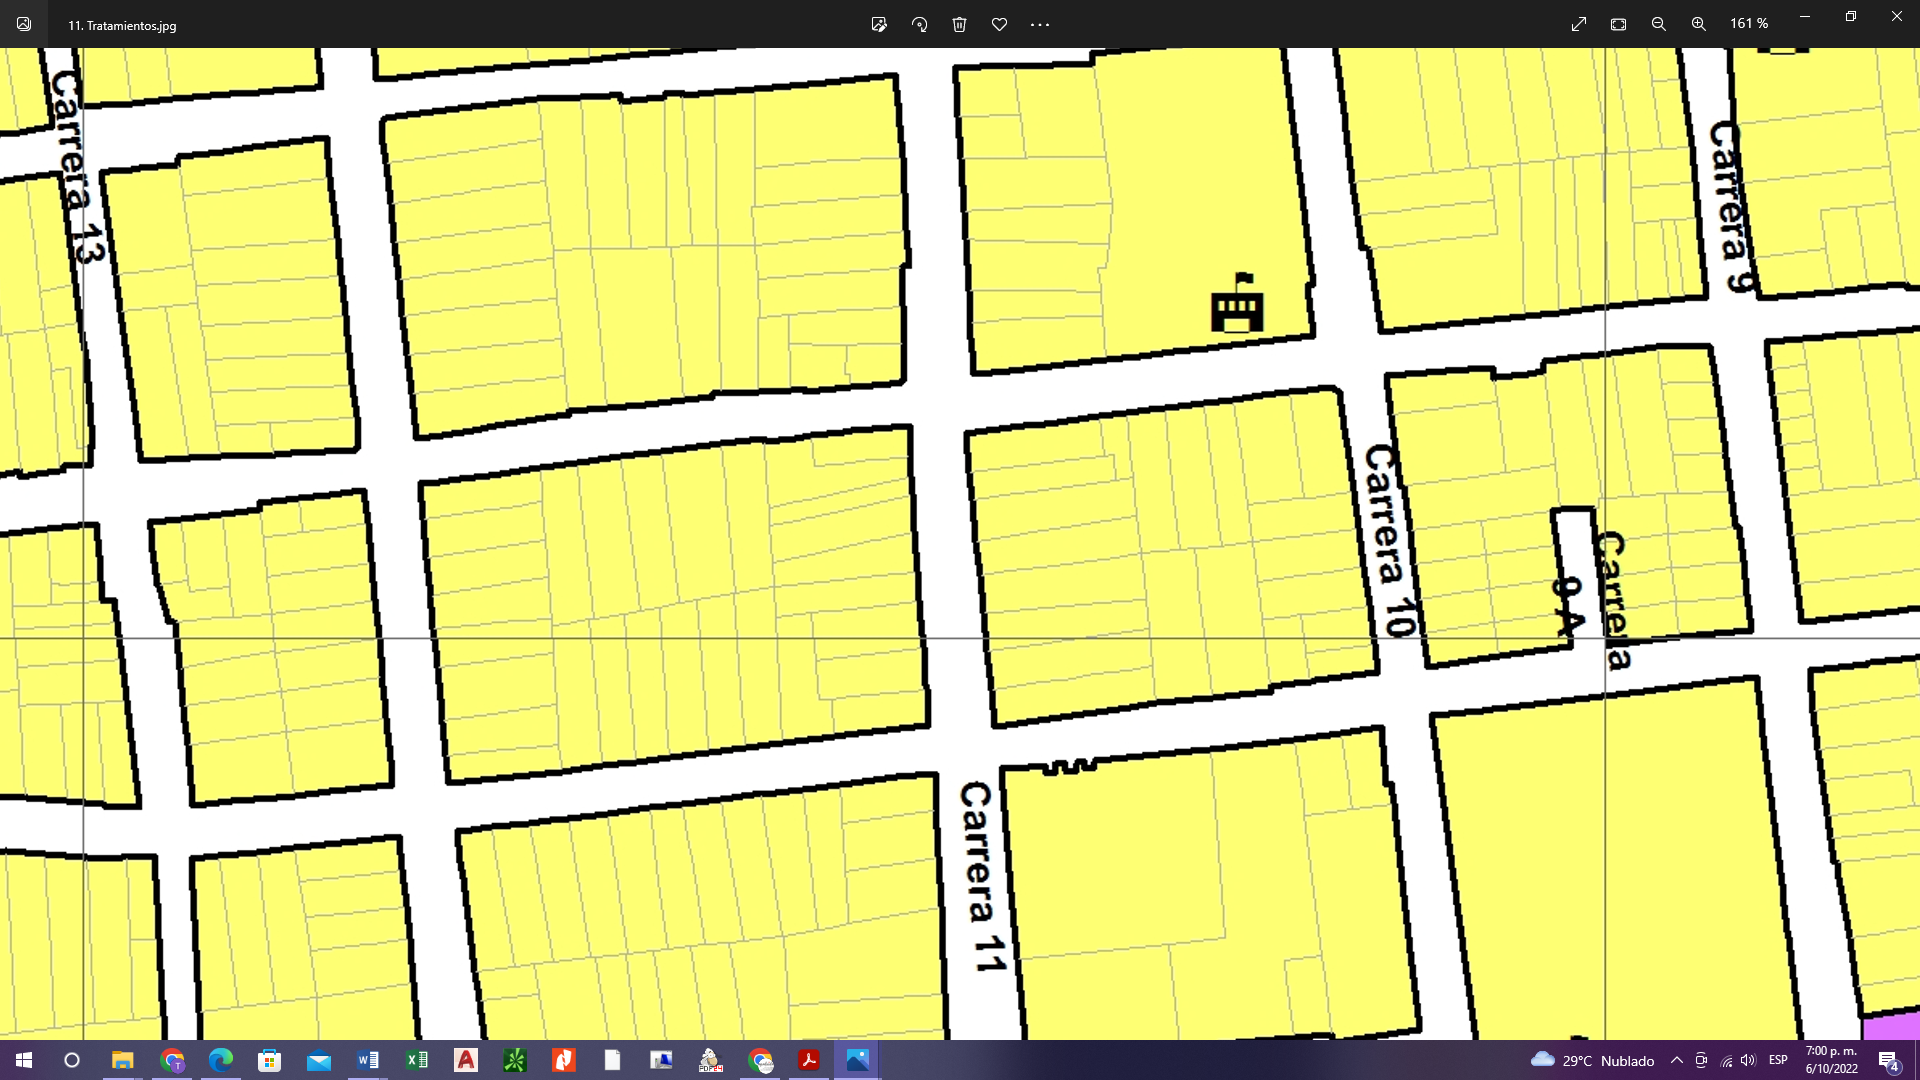 11. Tratamientos.jpg
161 %
Carrera 13
Carrera 9
Carrera 10
Carrera
9 A
Carrera 11
29°C Nublado
ESP
7:00 p. m.
6/10/2022
4